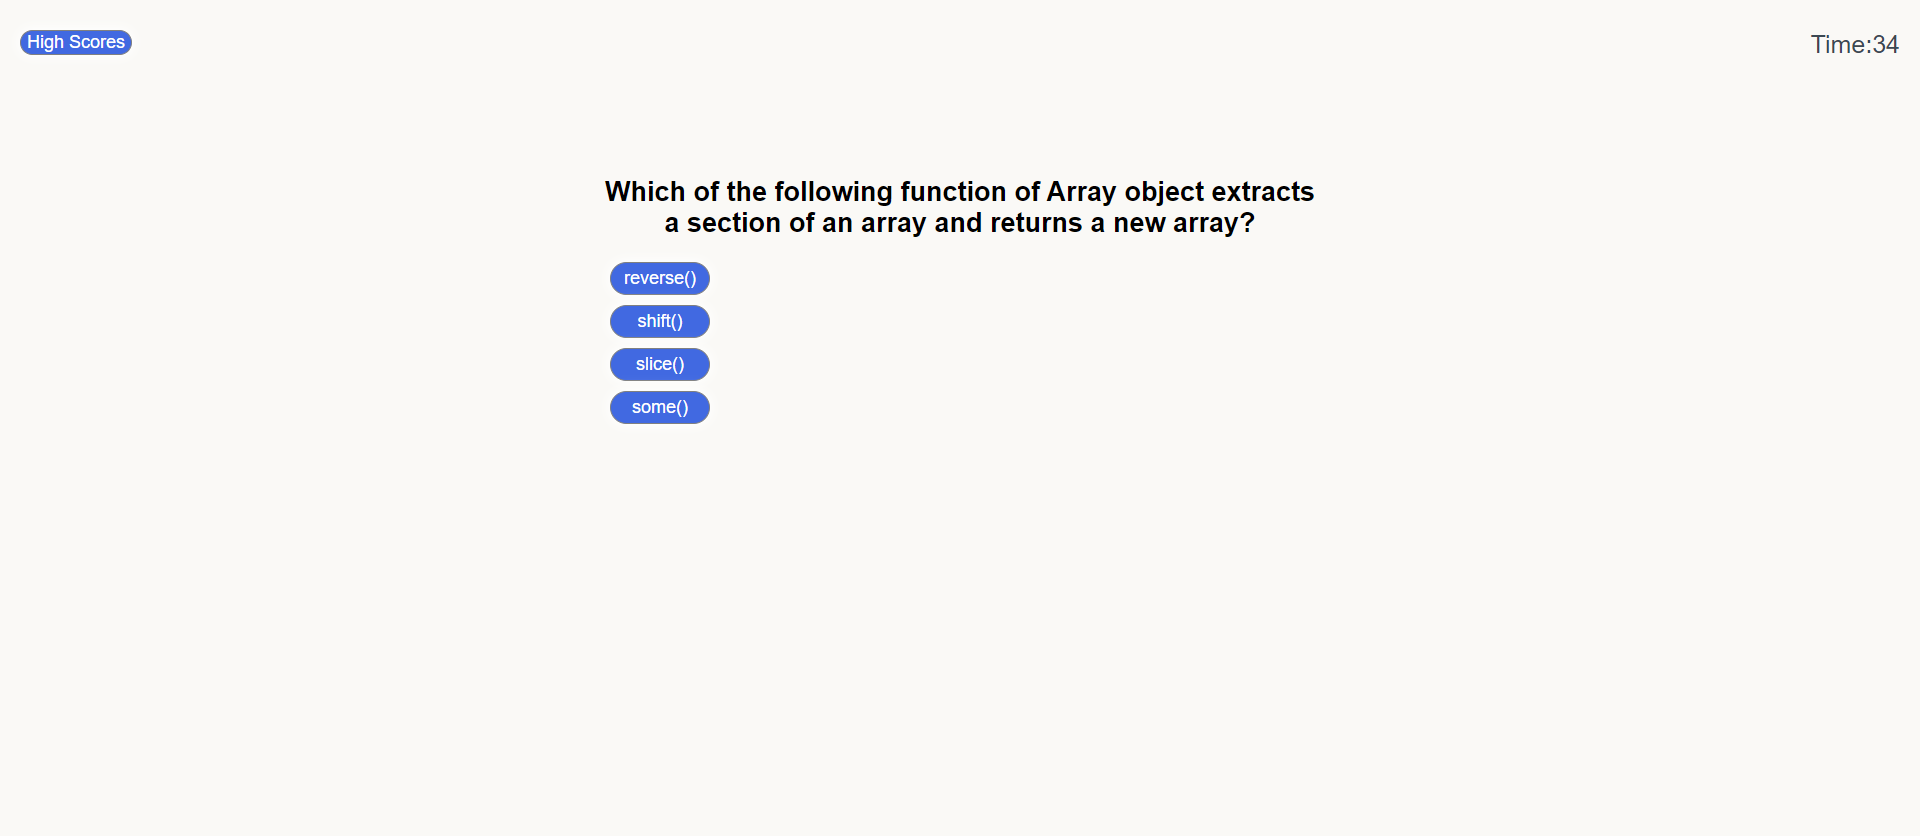 High Scores
Time:34
Which of the following function of Array object extracts
a section of an array and returns a new array?
reverse()
shift()
slice()
some()